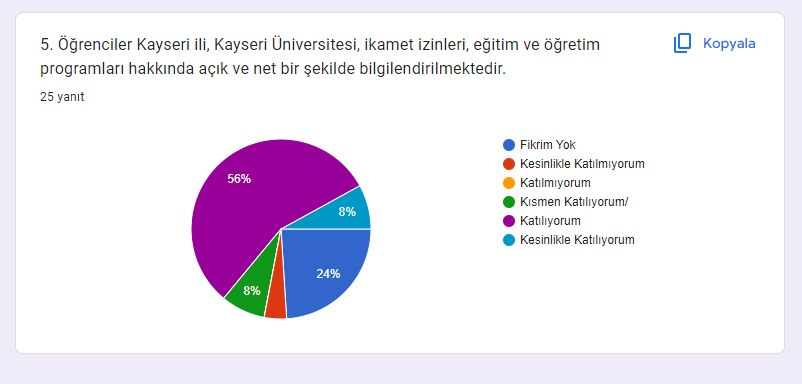 5. Öğrenciler Kayseri ili, Kayseri Üniversitesi, ikamet izinleri, eğitim ve öğretim
programları hakkında açık ve net bir şekilde bilgilendirilmektedir.
Kopyala
25 yanıt
56%
8%
24%
8%
Fikrim Yok
Kesinlikle Katılmıyorum
Katılmıyorum
Kısmen Katılıyorum/
Katılıyorum
Kesinlikle Katılıyorum